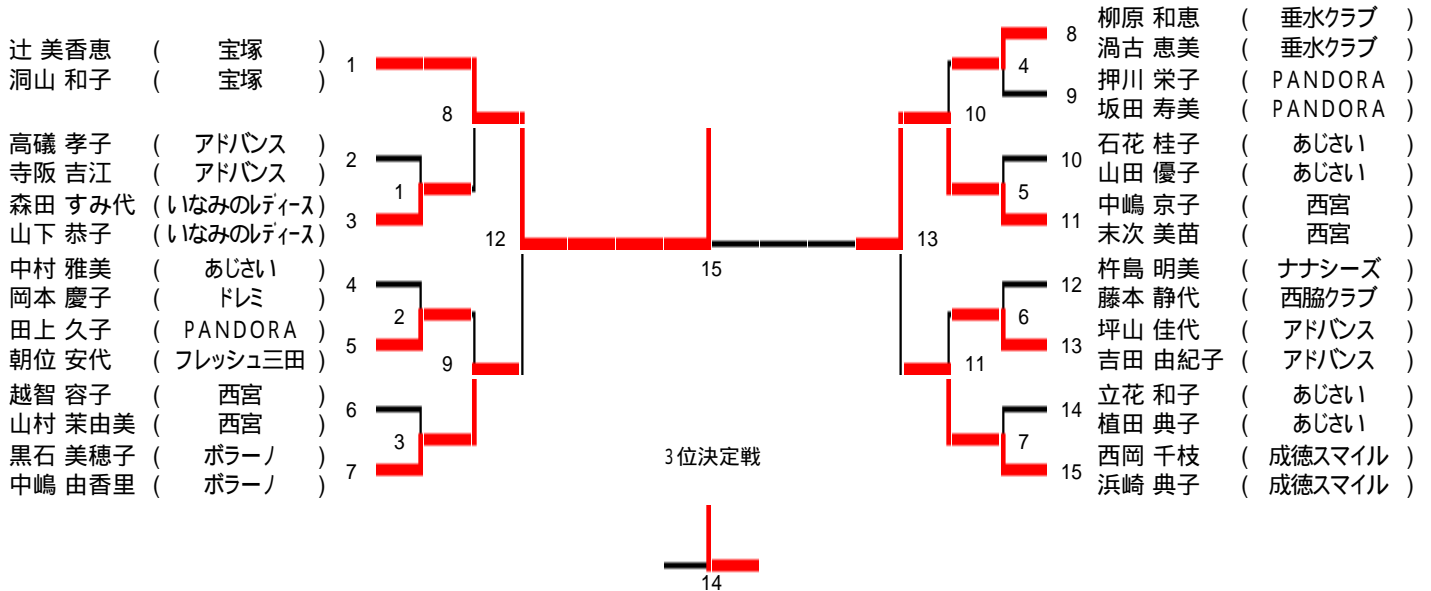 辻 美香恵 ( 宝塚 )
洞山 和子 ( 宝塚 )
1
高礒 孝子 ( アドバンス )
寺阪 吉江 ( アドバンス )
2
森田 すみ代 ( いなみのレディース )
山下 恭子 ( いなみのレディース )
3
中村 雅美 ( あじさい )
岡本 慶子 ( ドレミ )
4
田上 久子 ( PANDORA )
朝位 安代 ( フレッシュ三田 )
5
越智 容子 ( 西宮 )
山村 茉由美 ( 西宮 )
6
黒石 美穂子 ( ボラーノ )
中嶋 由香里 ( ボラーノ )
7
1
2
3
8
9
12
15
3位決定戦
14
13
10
11
4
5
6
7
8
柳原 和恵 ( 垂水クラブ )
渦古 恵美 ( 垂水クラブ )
9
押川 栄子 ( PANDORA )
坂田 寿美 ( PANDORA )
10
石花 桂子 ( あじさい )
山田 優子 ( あじさい )
11
中嶋 京子 ( 西宮 )
末次 美苗 ( 西宮 )
12
杵島 明美 ( ナナシーズ )
藤本 静代 ( 西脇クラブ )
13
坪山 佳代 ( アドバンス )
吉田 由紀子 ( アドバンス )
14
立花 和子 ( あじさい )
植田 典子 ( あじさい )
15
西岡 千枝 ( 成徳スマイル )
浜崎 典子 ( 成徳スマイル )